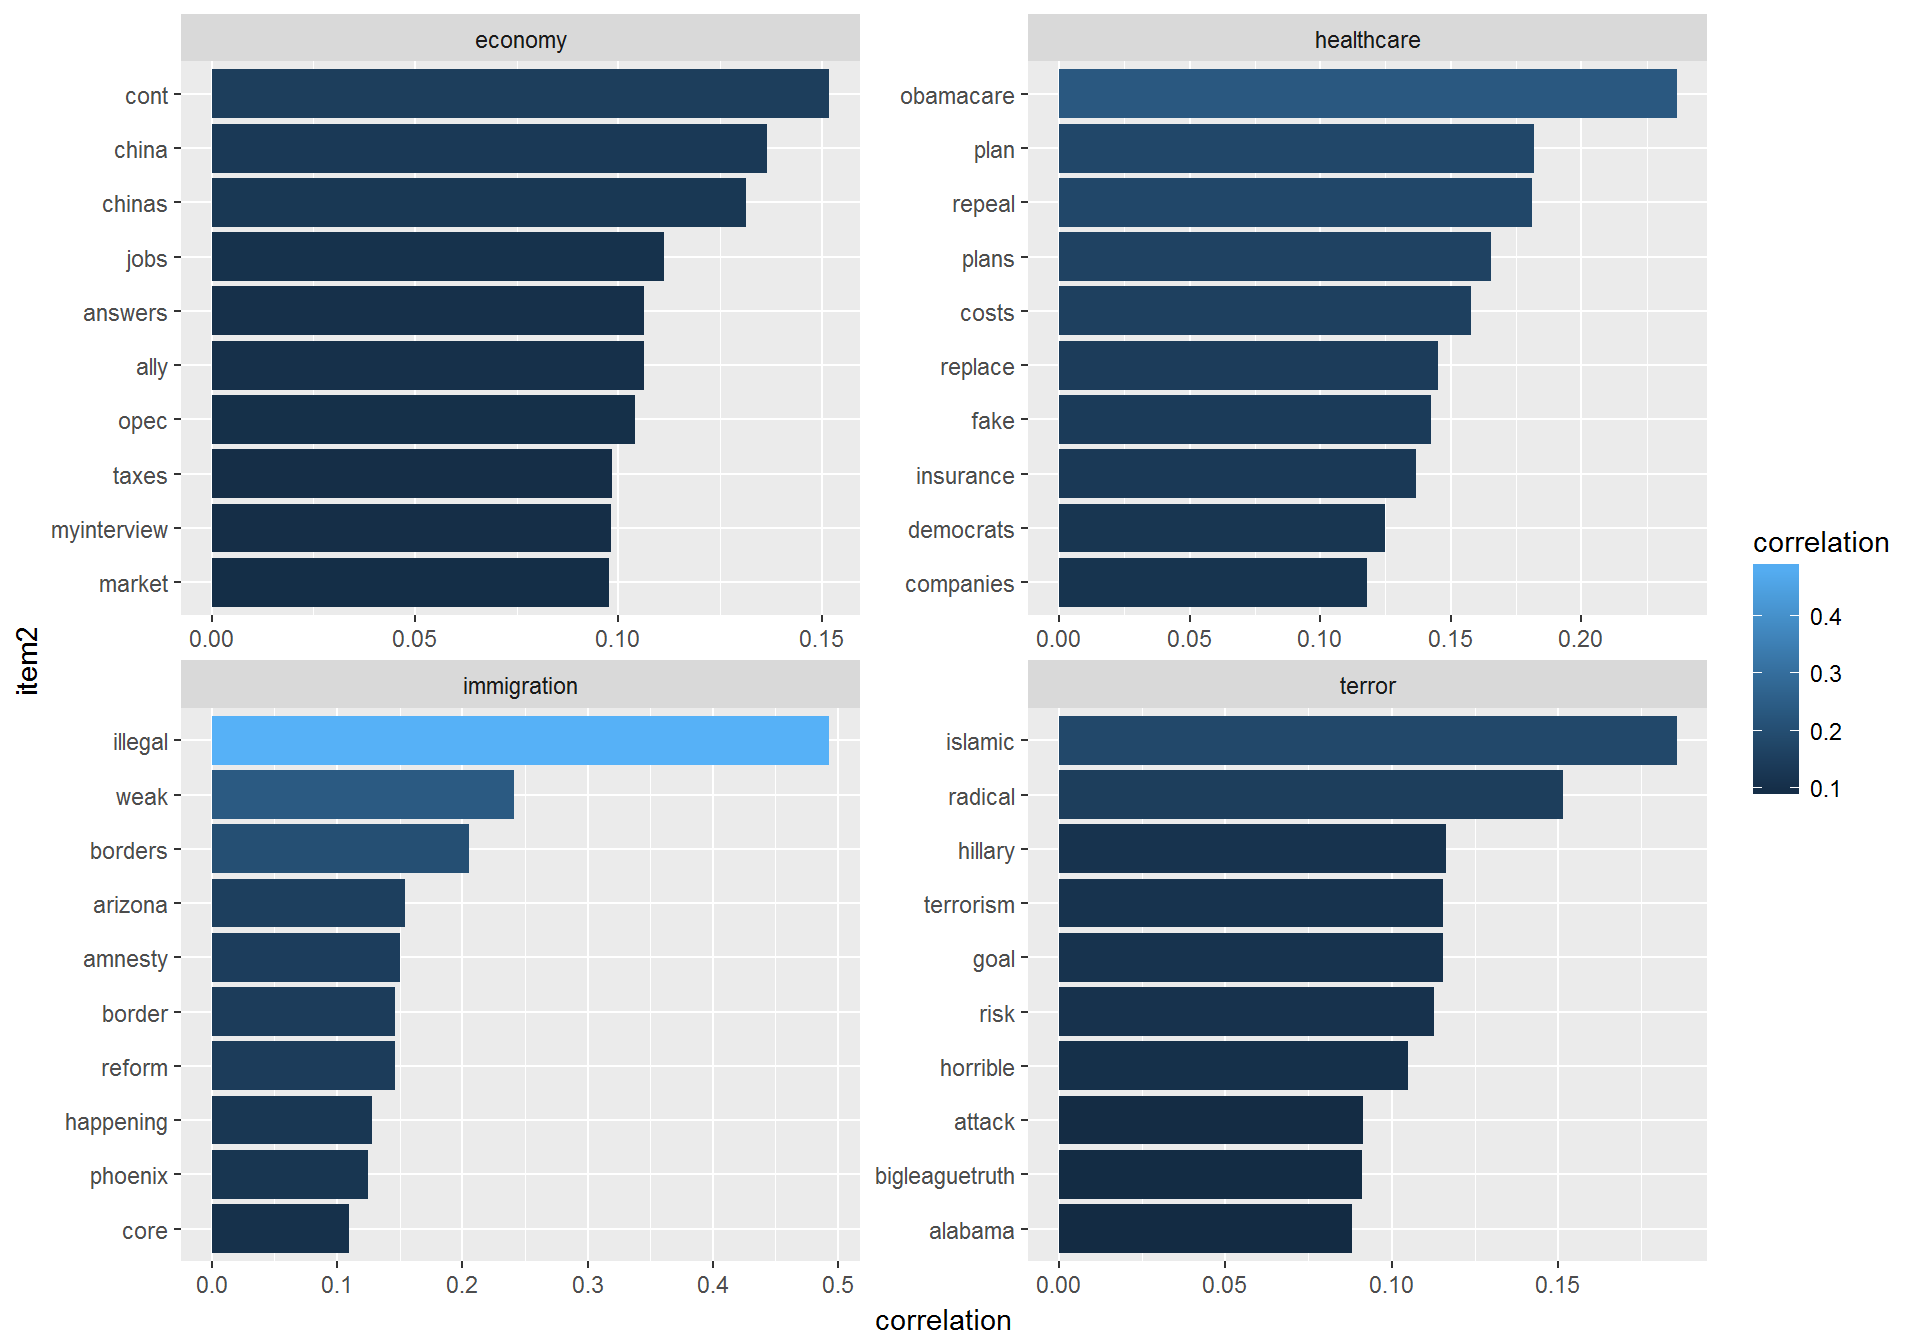 economy
cont
china
chinas
jobs
answers
ally
opec
taxes
myinterview
market
0.00 0.05 0.10 0.15
healthcare
obamacare
plan
repeal
plans
costs
replace
fake
insurance
democrats
companies
0.00 0.05 0.10 0.15 0.20
immigration
illegal
weak
borders
arizona
amnesty
border
reform
happening
phoenix
core
0.0 0.1 0.2 0.3 0.4 0.5
terror
islamic
radical
hillary
terrorism
goal
risk
horrible
attack
bigleaguetruth
alabama
0.00 0.05 0.10 0.15
item2
correlation
correlation
0.4
0.3
0.2
0.1